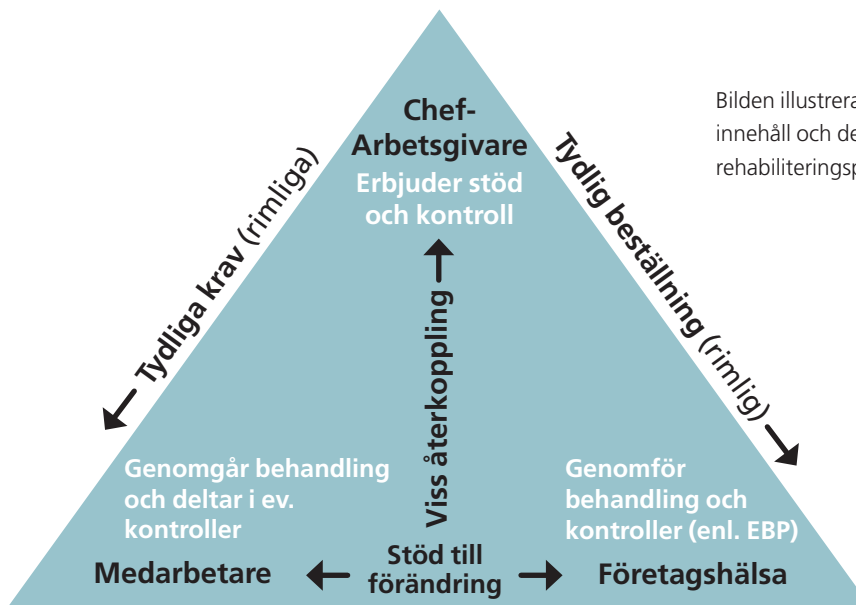 Chef-
Arbetsgivare
Erbjuder stöd
och kontroll
Bilden illustrera
innehåll och de
rehabiliteringsp
Tydliga krav (rimliga)
Tydlig beställning (rimlig)
Viss återkoppling
Genomgår behandling
och deltar i ev.
kontroller
Medarbetare
Stöd till
förändring
Genomför
behandling och
kontroller (enl. EBP)
Företagshälsa